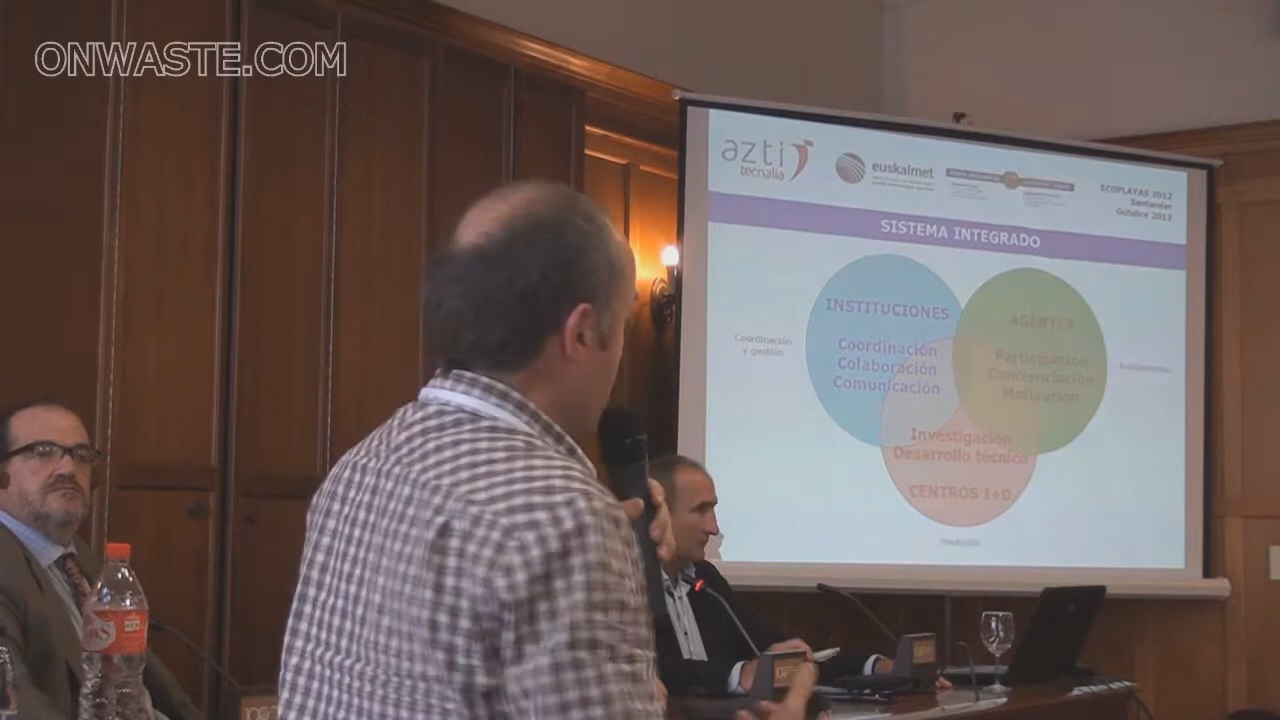 ONWASTE.COM
azti
tecnalia
euskalmet
ECOPLAYAS 2012
Santander
Octubre 2012
SISTEMA INTEGRADO
INSTITUCIONES
Coordinación
Colaboración
Comunicación
AGENTES
Participación
Concienciación
Motivación
Coordinación
y gestión
Investigación
Desarrollo técnico
CENTROS I+D